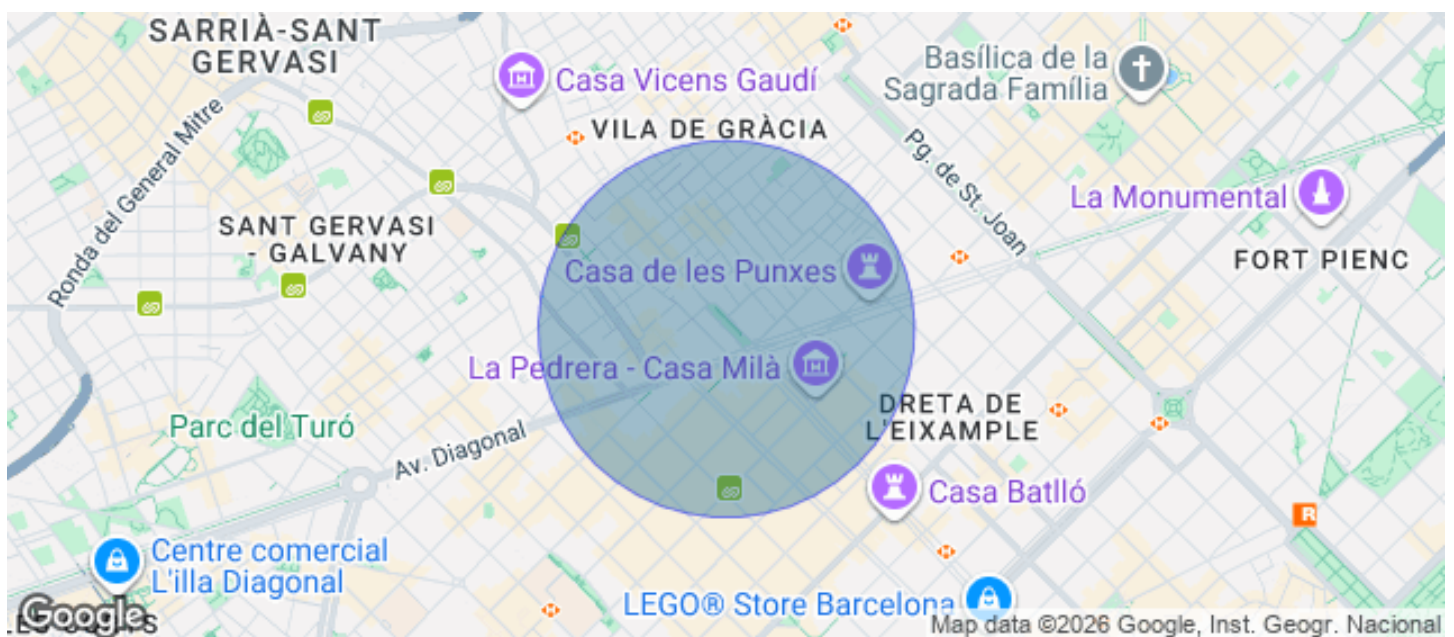 SARRIÀ-SANT
GERVASI
Casa Vicens Gaudí
Basílica de la
Sagrada Família
VILA DE GRÀCIA
Ronda del General Mitre
Pg. de St. Joan
La Monumental
SANT GERVASI
- GALVANY
FORT PIENC
Casa de les Punxes
La Pedrera - Casa Milà
DRETA DE
L'EIXAMPLE
Parc del Turó
Av. Diagonal
Casa Batlló
R
Centre comercial
L'illa Diagonal
LEGO® Store Barcelona
Google
Map data ©2026 Google, Inst. Geogr. Nacional